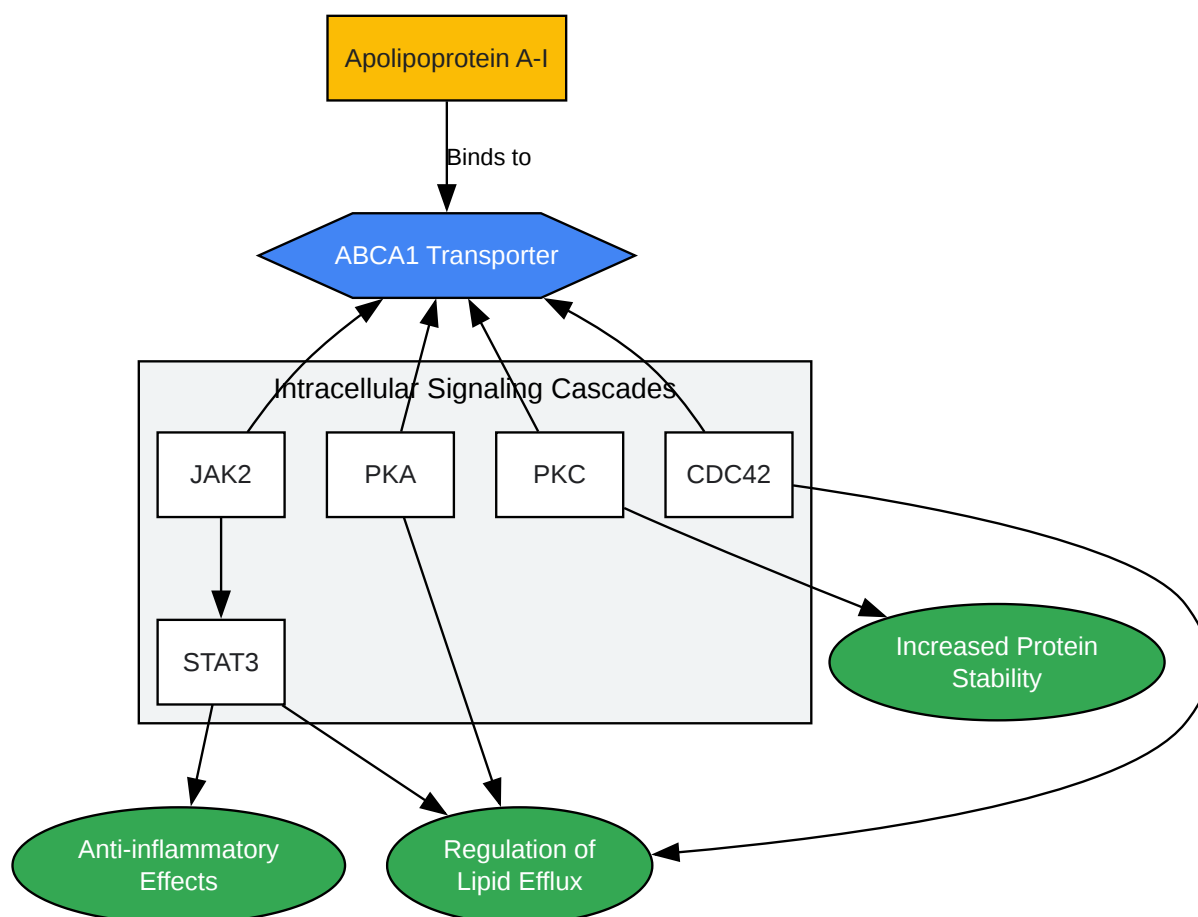 Apolipoprotein A-I
Binds to
ABCA1 Transporter
Intracellular Signaling Cascades
JAK2
PKA
PKC
CDC42
STAT3
Increased Protein
Stability
Anti-inflammatory
Effects
Regulation of
Lipid Efflux